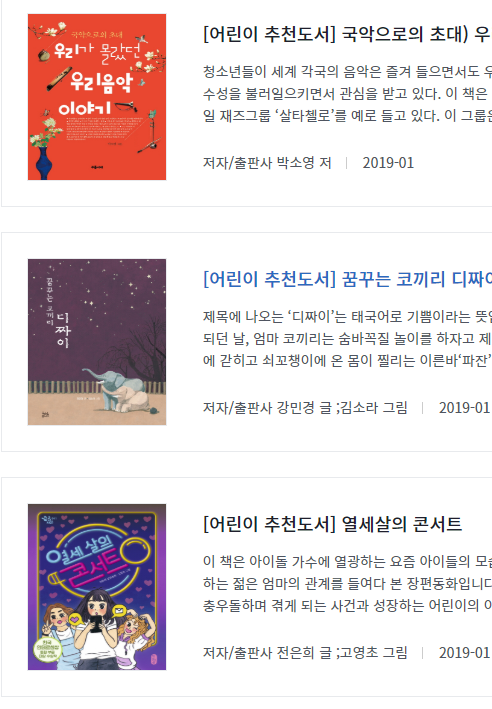 국악으로의 초대
우리가 몰랐던
우리음악
이야기
[어린이 추천도서] 국악으로의 초대) 우
청소년들이 세계 각국의 음악은 즐겨 들으면서도 우
수성을 불러일으키면서 관심을 받고 있다. 이 책은
일 재즈그룹 ‘살타첼로’를 예로 들고 있다. 이 그룹은
저자/출판사 박소영 저 | 2019-01
꿈꾸는 코끼리
디짜이
[어린이 추천도서] 꿈꾸는 코끼리 디짜이
제목에 나오는 ‘디짜이’는 태국어로 기쁨이라는 뜻입
되던 날, 엄마 코끼리는 숨바꼭질 놀이를 하자고 제
에 갇히고 쇠꼬챙이에 온 몸이 찔리는 이른바‘파잔’
저자/출판사 강민경 글 ;김소라 그림 | 2019-01
열세 살의
콘서트
[어린이 추천도서] 열세살의 콘서트
이 책은 아이돌 가수에 열광하는 요즘 아이들의 모습
하는 젊은 엄마의 관계를 들여다 본 장편동화입니다
충우돌하며 겪게 되는 사건과 성장하는 어린이의 이
저자/출판사 전은희 글 ;고영초 그림 | 2019-01